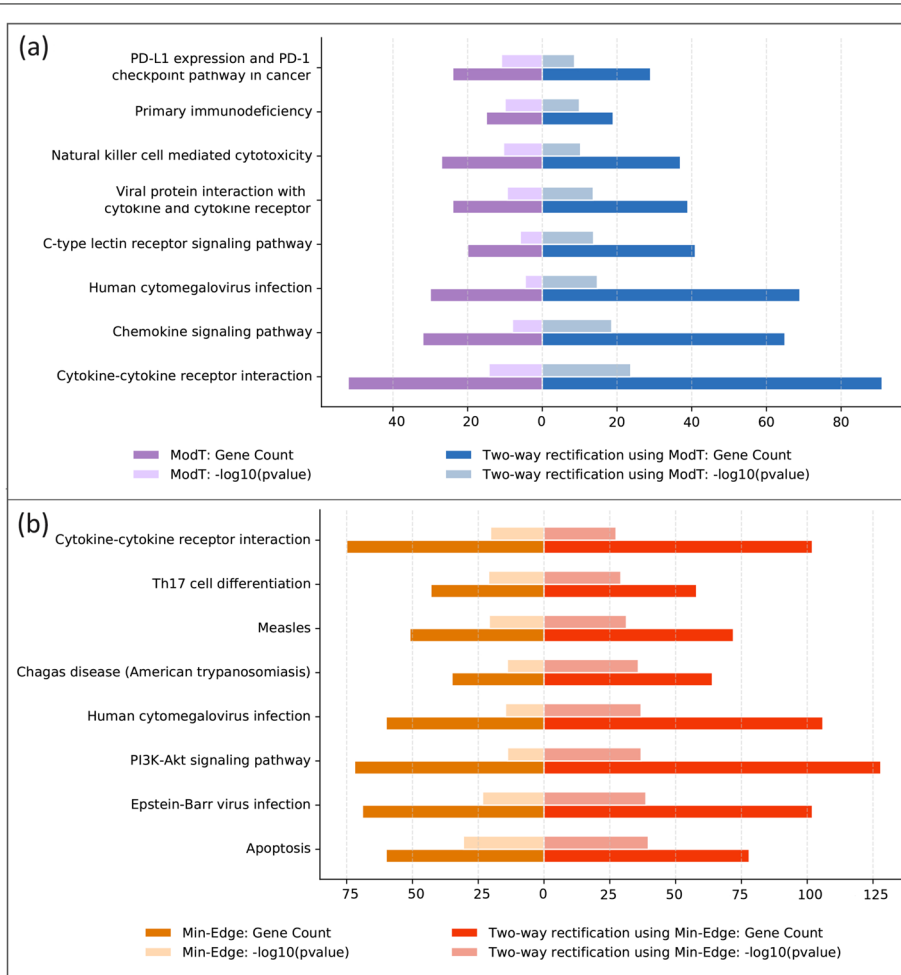 (a)
PD-L1 expression and PD-1
checkpoint pathway in cancer
Primary immunodeficiency
Natural killer cell mediated cytotoxicity
Viral protein interaction with
cytokine and cytokine receptor
C-type lectin receptor signaling pathway
Human cytomegalovirus infection
Chemokine signaling pathway
Cytokine-cytokine receptor interaction
40 20 0 20 40 60 80
ModT: Gene Count
ModT: -log10(pvalue)
Two-way rectification using ModT: Gene Count
Two-way rectification using ModT: -log10(pvalue)
(b)
Cytokine-cytokine receptor interaction
Th17 cell differentiation
Measles
Chagas disease (American trypanosomiasis)
Human cytomegalovirus infection
PI3K-Akt signaling pathway
Epstein-Barr virus infection
Apoptosis
75 50 25 0 25 50 75 100 125
Min-Edge: Gene Count
Min-Edge: -log10(pvalue)
Two-way rectification using Min-Edge: Gene Count
Two-way rectification using Min-Edge: -log10(pvalue)